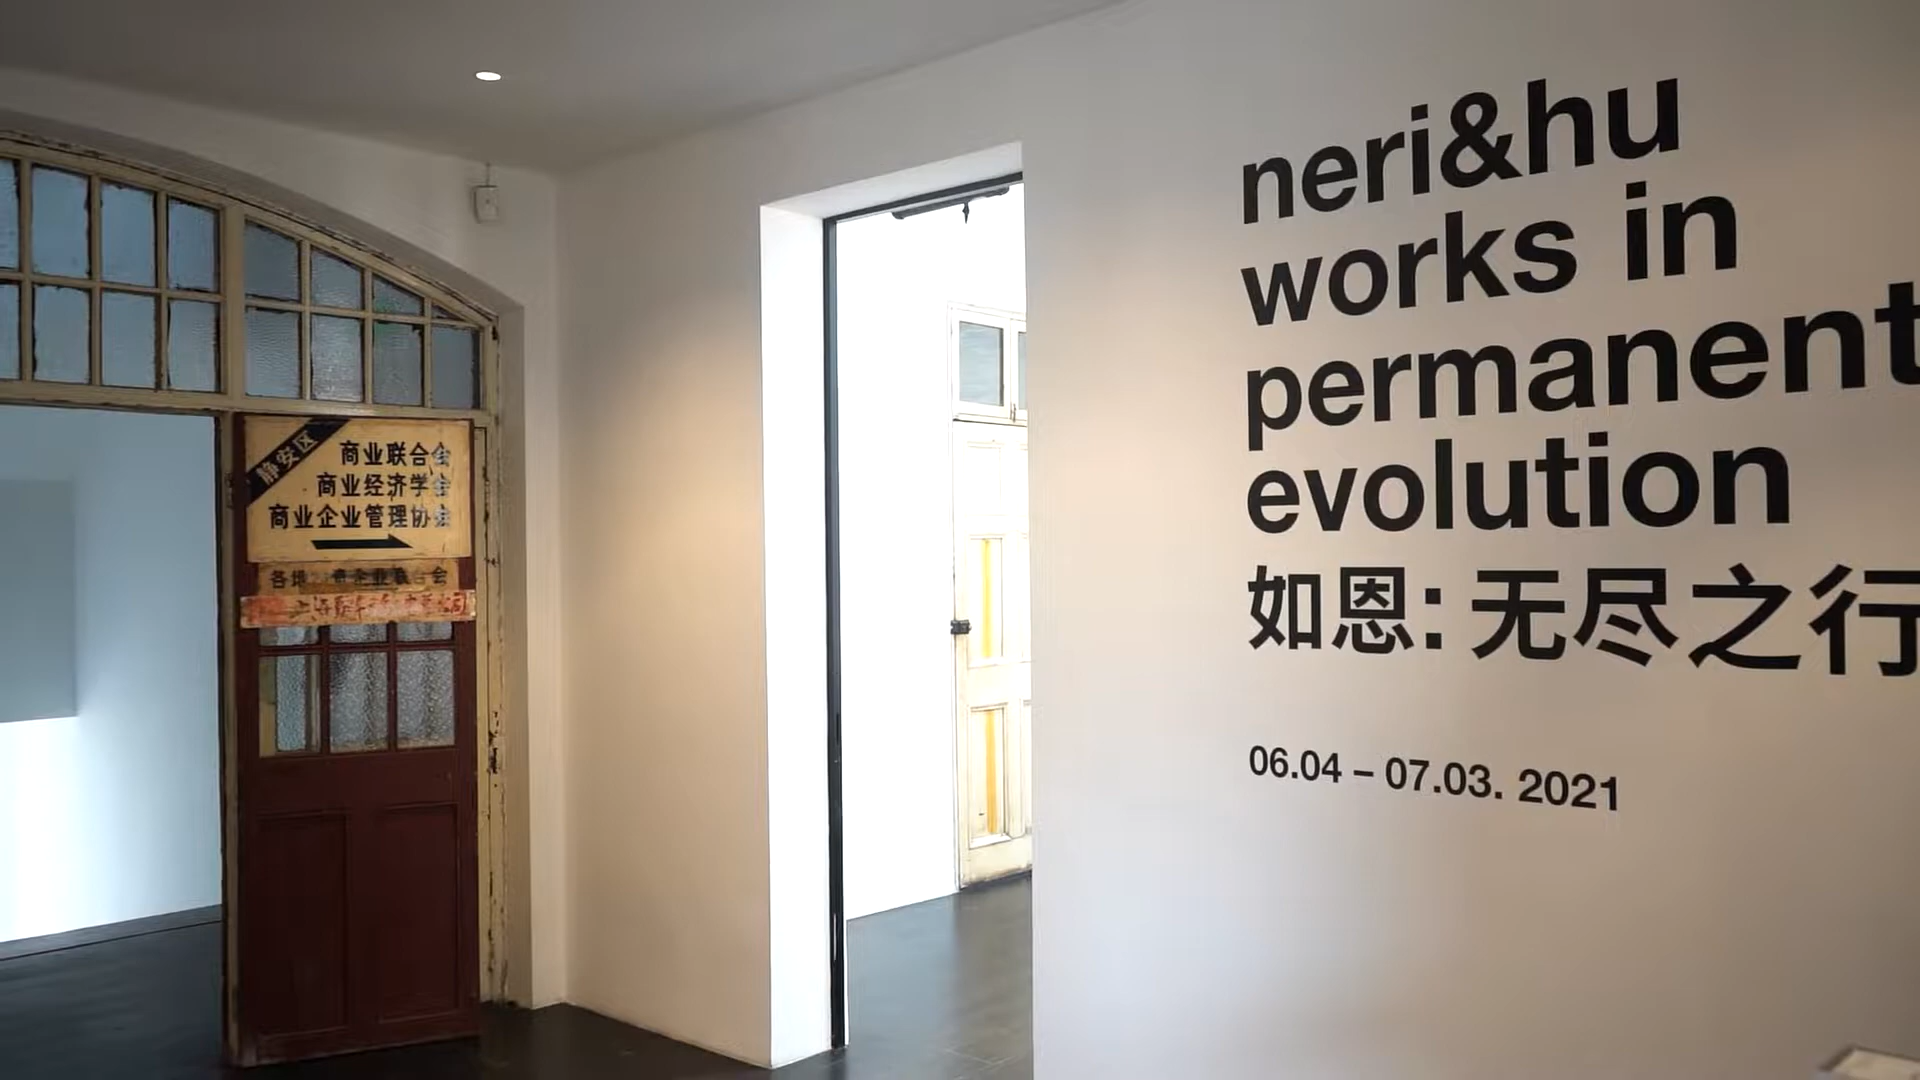 静安区
商业联合会
商业经济学会
商业企业管理协会
neri&hu
works in
permanent
evolution
如恩: 无尽之行
06.04 – 07.03. 2021